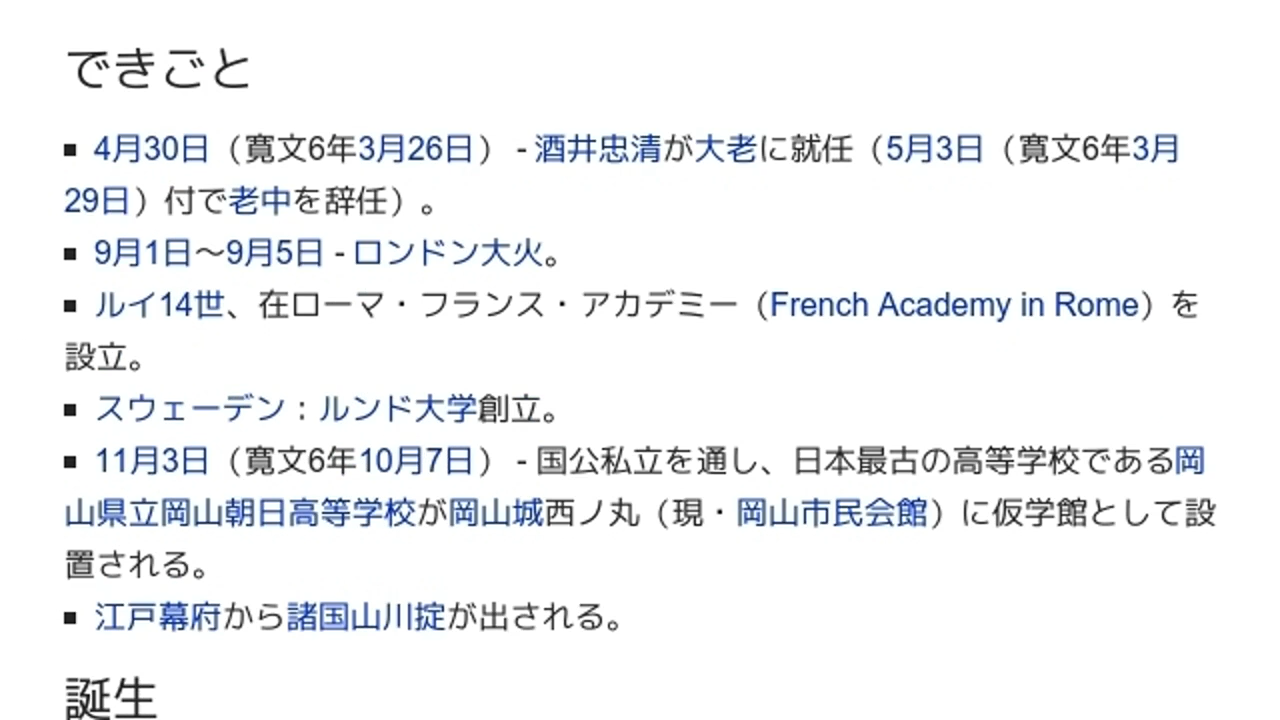 できごと
▪ 4月30日（寛文6年3月26日） - 酒井忠清が大老に就任（5月3日（寛文6年3月
29日）付で老中を辞任）。
▪ 9月1日〜9月5日 - ロンドン大火。
▪ ルイ14世、在ローマ・フランス・アカデミー（French Academy in Rome）を
設立。
▪ スウェーデン：ルンド大学創立。
▪ 11月3日（寛文6年10月7日） - 国公私立を通し、日本最古の高等学校である岡
山県立岡山朝日高等学校が岡山城西ノ丸（現・岡山市民会館）に仮学館として設
置される。
▪ 江戸幕府から諸国山川掟が出される。
誕生